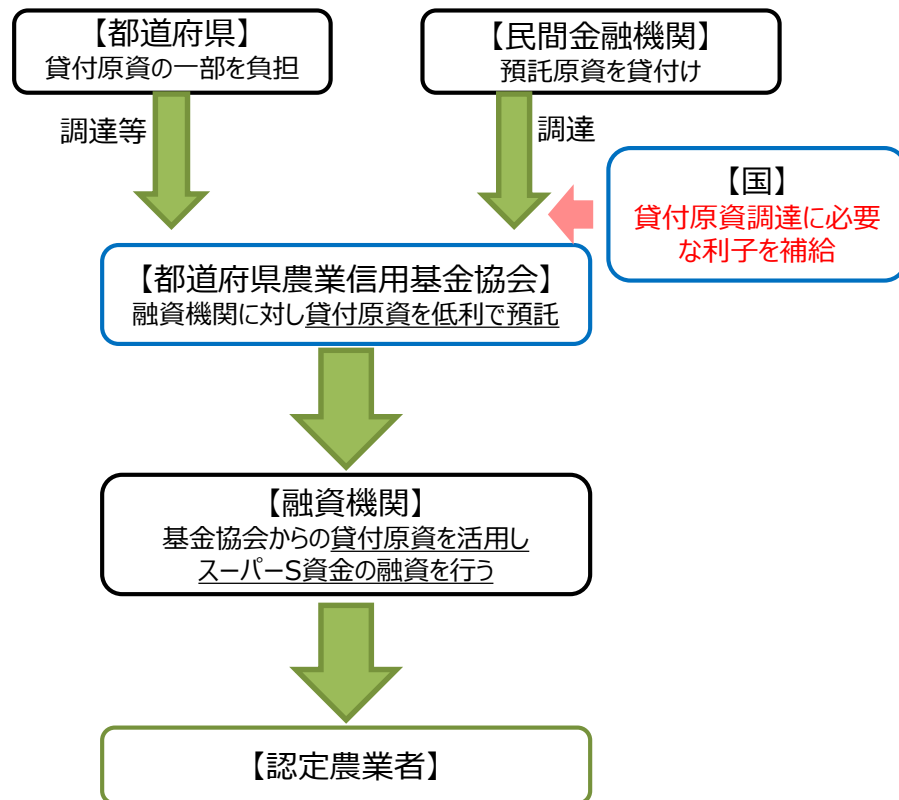 【都道府県】
貸付原資の一部を負担
【民間金融機関】
預託原資を貸付け
調達等
調達
【国】
貸付原資調達に必要
な利子を補給
【都道府県農業信用基金協会】
融資機関に対し貸付原資を低利で預託
【融資機関】
基金協会からの貸付原資を活用し
スーパーS資金の融資を行う
【認定農業者】